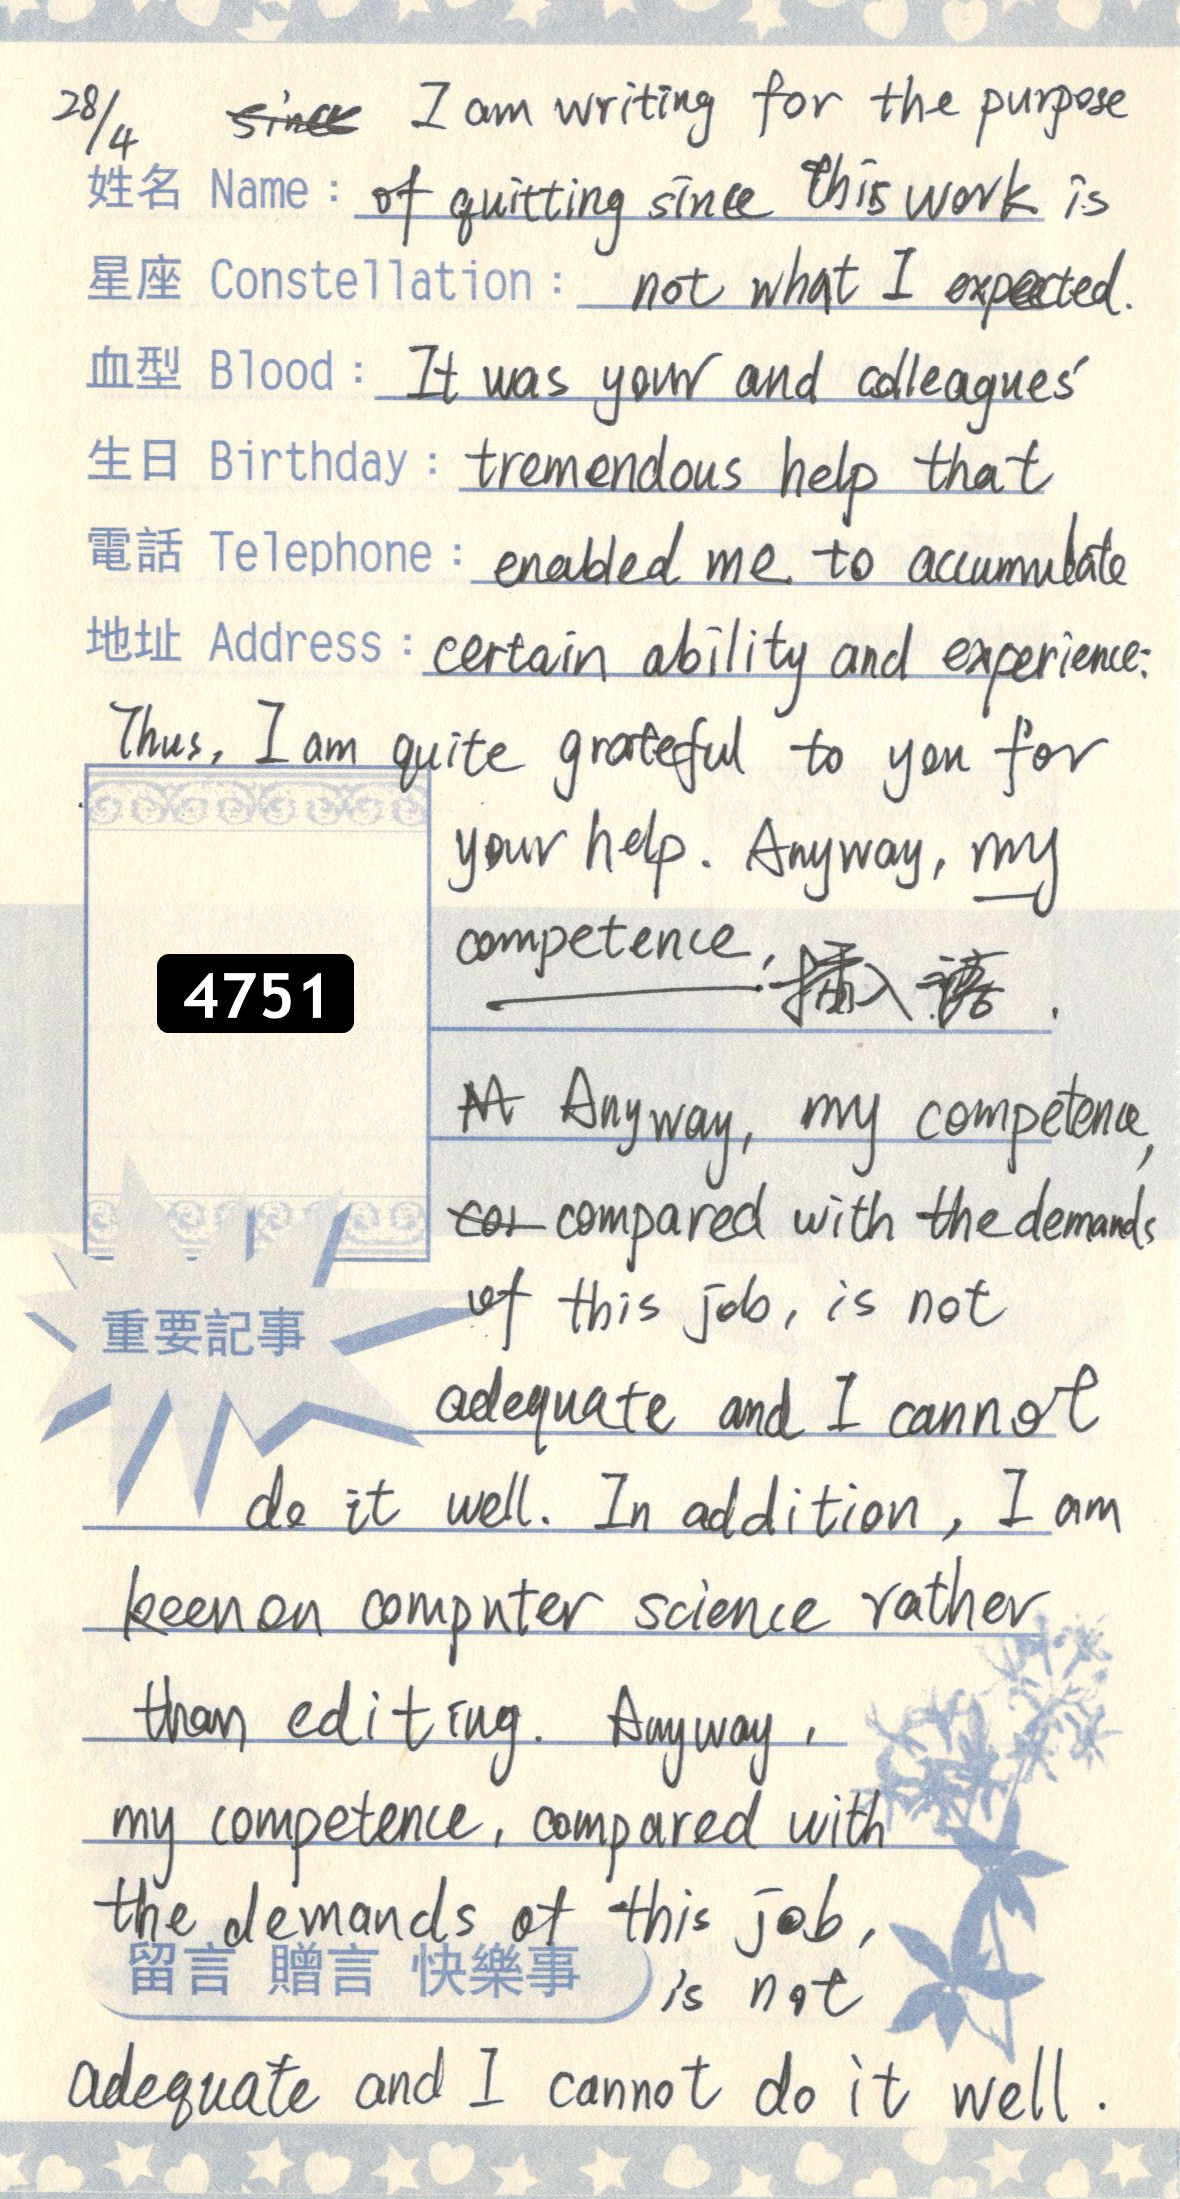 28/4 since I am writing for the purpose
姓名 Name: of quitting since this work is
星座 Constellation: not what I expected.
血型 Blood: It was your and colleagues'
生日 Birthday: tremendous help that
電話 Telephone: enabled me to accumulate
地址 Address: certain ability and experience.
Thus, I am quite grateful to you for
your help. Anyway, my
competence, 插入语.
4751
M Anyway, my competence,
com compared with the demands
of this job, is not
重要記事
adequate and I cannot
do it well. In addition, I am
keen on computer science rather
than editing. Anyway,
my competence, compared with
the demands of this job,
留言 贈言 快樂事 is not
adequate and I cannot do it well.